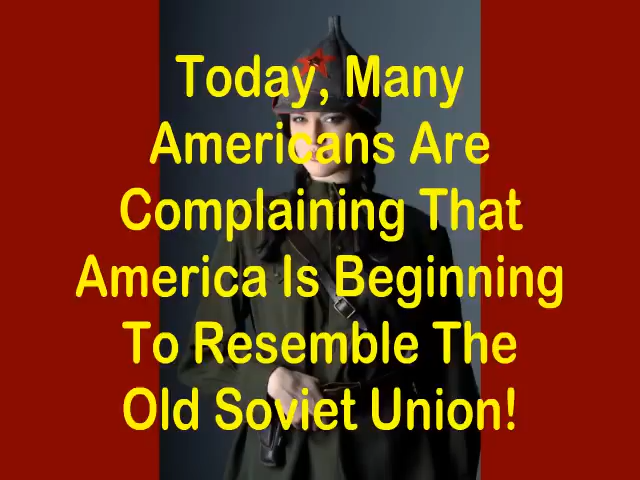 Today, Many
Americans Are
Complaining That
America Is Beginning
To Resemble The
Old Soviet Union!